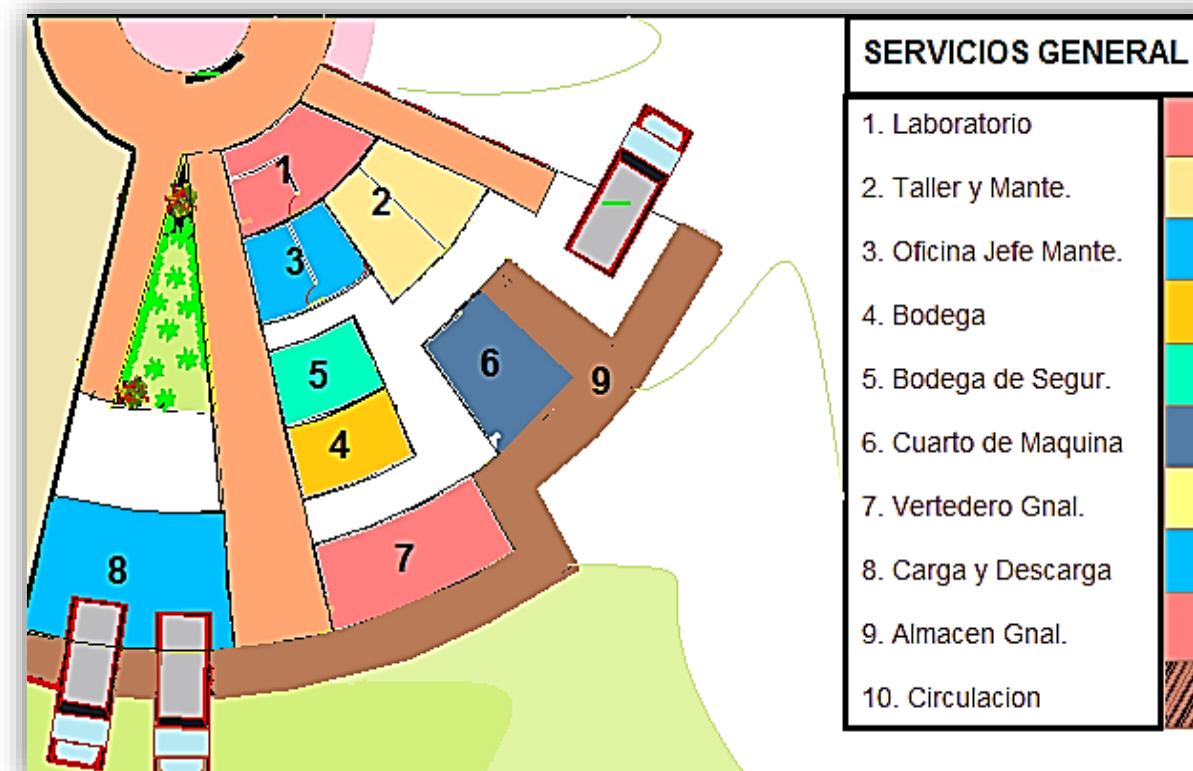 SERVICIOS GENERAL
1. Laboratorio
2. Taller y Mante.
3. Oficina Jefe Mante.
4. Bodega
5. Bodega de Segur.
6. Cuarto de Maquina
7. Vertedero Gnal.
8. Carga y Descarga
9. Almacen Gnal.
10. Circulacion
1
2
3
5
6
9
4
7
8